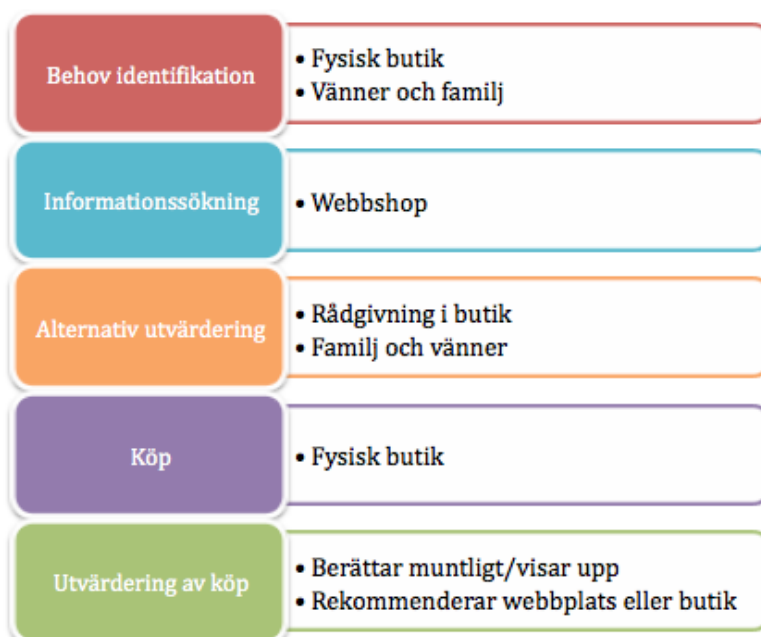 Behov identifikation
• Fysisk butik
• Vänner och familj
Informationssökning
• Webbshop
Alternativ utvärdering
• Rådgivning i butik
• Familj och vänner
Köp
• Fysisk butik
Utvärdering av köp
• Berättar muntligt/visar upp
• Rekommenderar webbplats eller butik